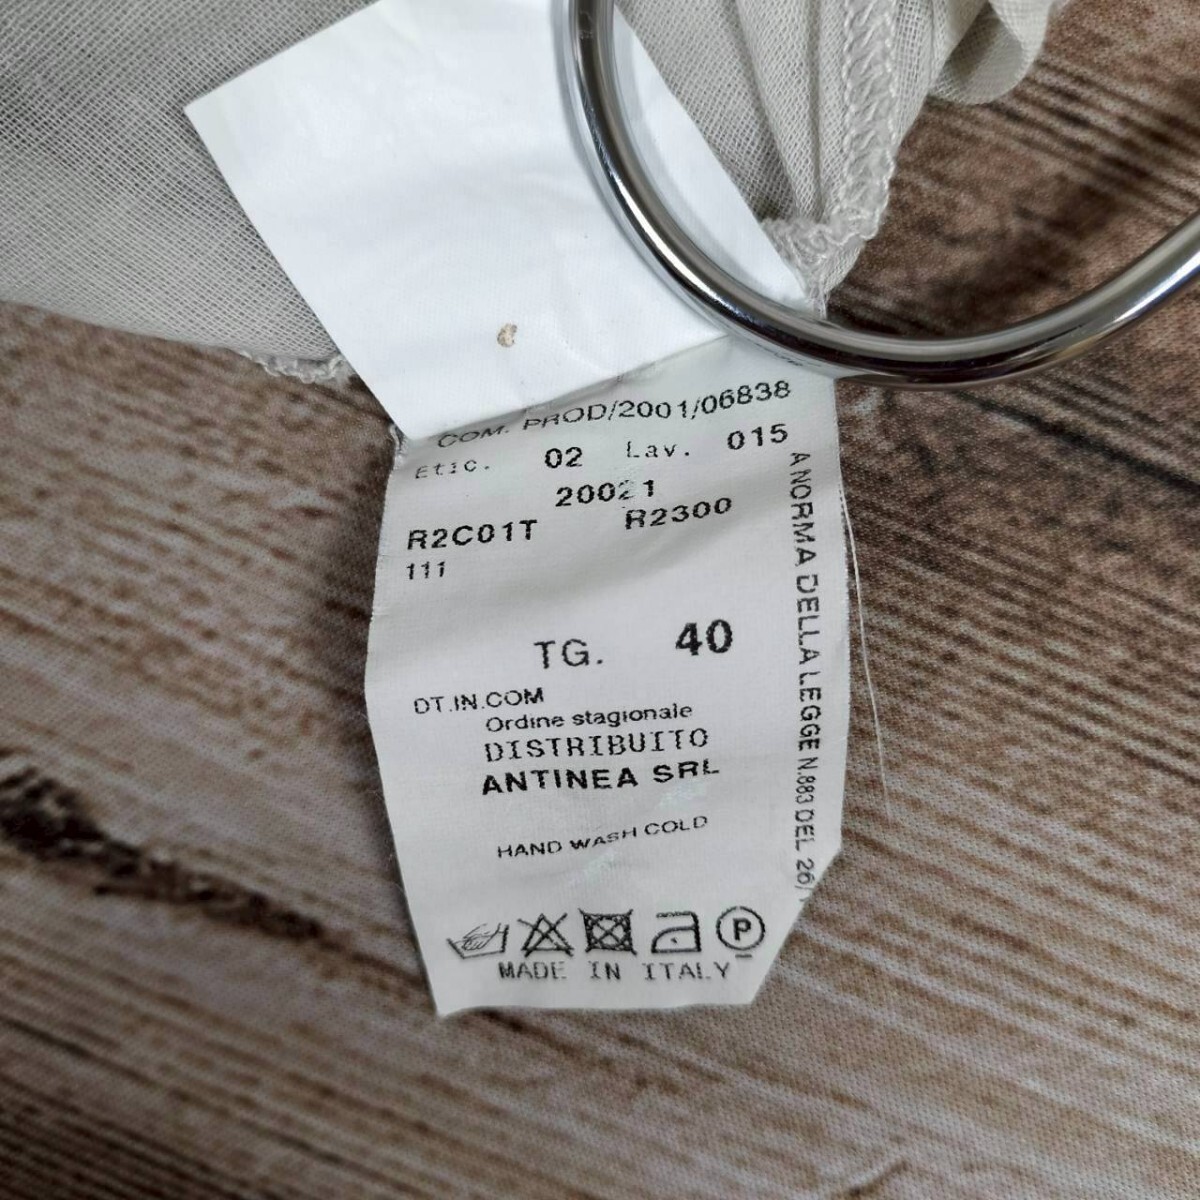 COM. PROD/2001/06838
Etic. 02 Lav. 015
20021
R2C01T R2300
111
TG. 40
DT.IN.COM
Ordine stagionale
DISTRIBUITO
ANTINEA SRL
HAND WASH COLD
P
MADE IN ITALY
A NORMA DELLA LEGGE N.883 DEL 26/